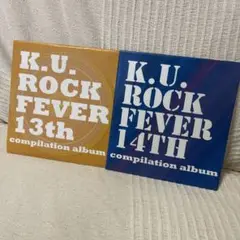 K.U.
ROCK
FEVER
13th
compilation album
K.U.
ROCK
FEVER
14TH
compilation album